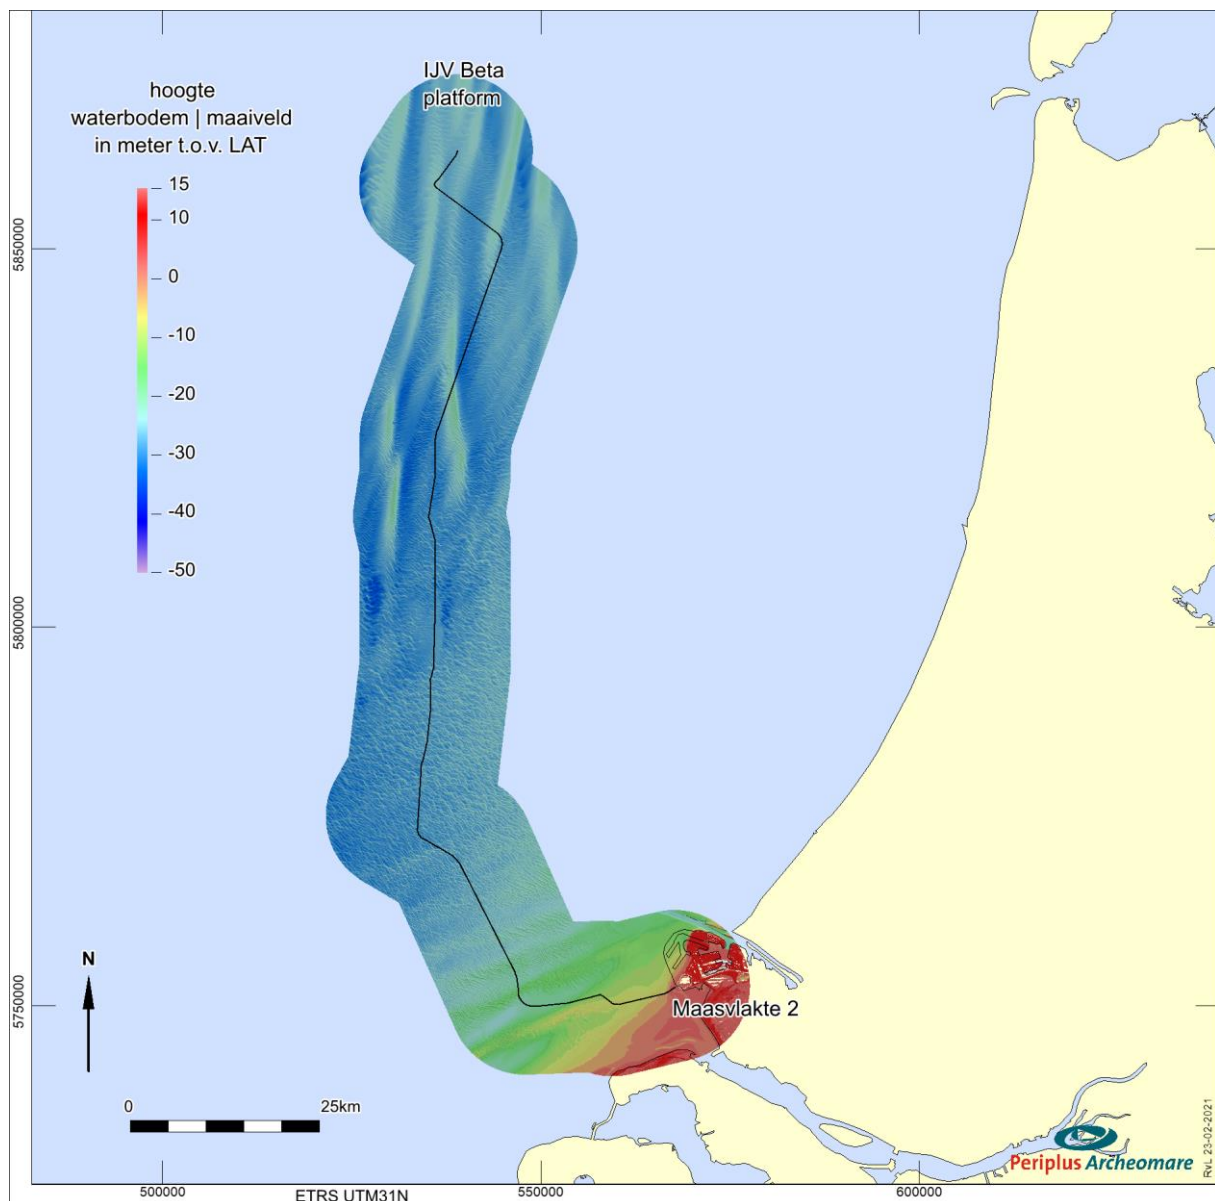 IJV Beta
platform
hoogte
waterbodem | maaiveld
in meter t.o.v. LAT
15
10
0
-10
-20
-30
-40
-50
5850000
5800000
5750000
N
Maasvlakte 2
0 25km
Periplus Archeomare
RvL 23-02-2021
500000 550000 600000
ETRS UTM31N